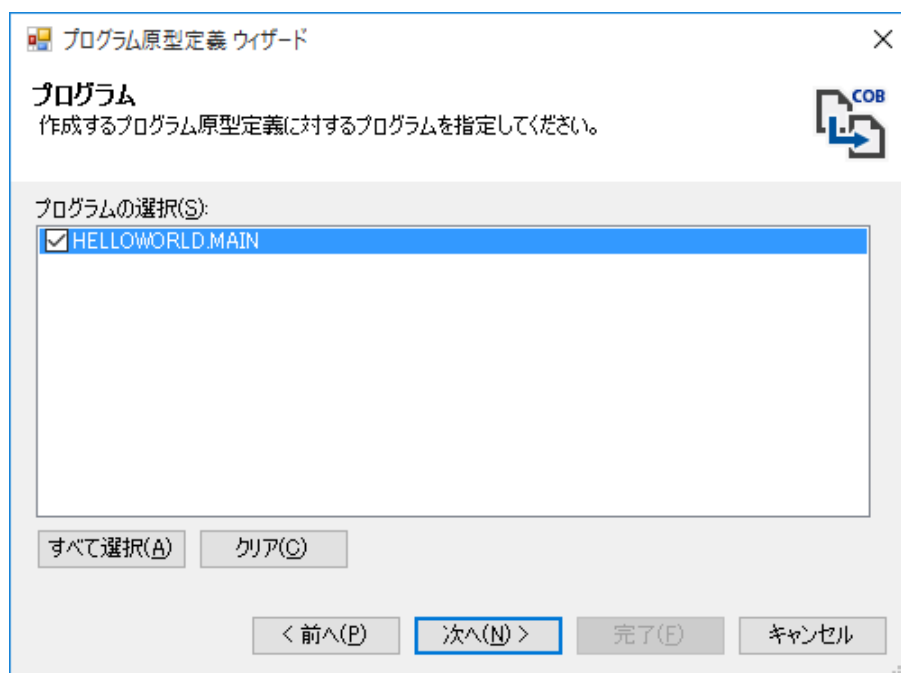 プログラム原型定義 ウィザード
プログラム
作成するプログラム原型定義に対するプログラムを指定してください。
COB
プログラムの選択(S):
HELLOWORLD.MAIN
すべて選択(A) クリア(C)
< 前へ(P) 次へ(N) > 完了(F) キャンセル